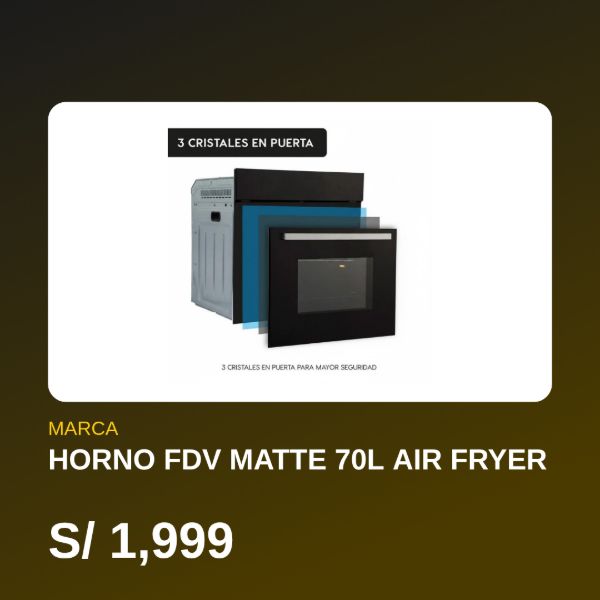 3 CRISTALES EN PUERTA
3 CRISTALES EN PUERTA PARA MAYOR SEGURIDAD
MARCA
HORNO FDV MATTE 70L AIR FRYER
S/ 1,999